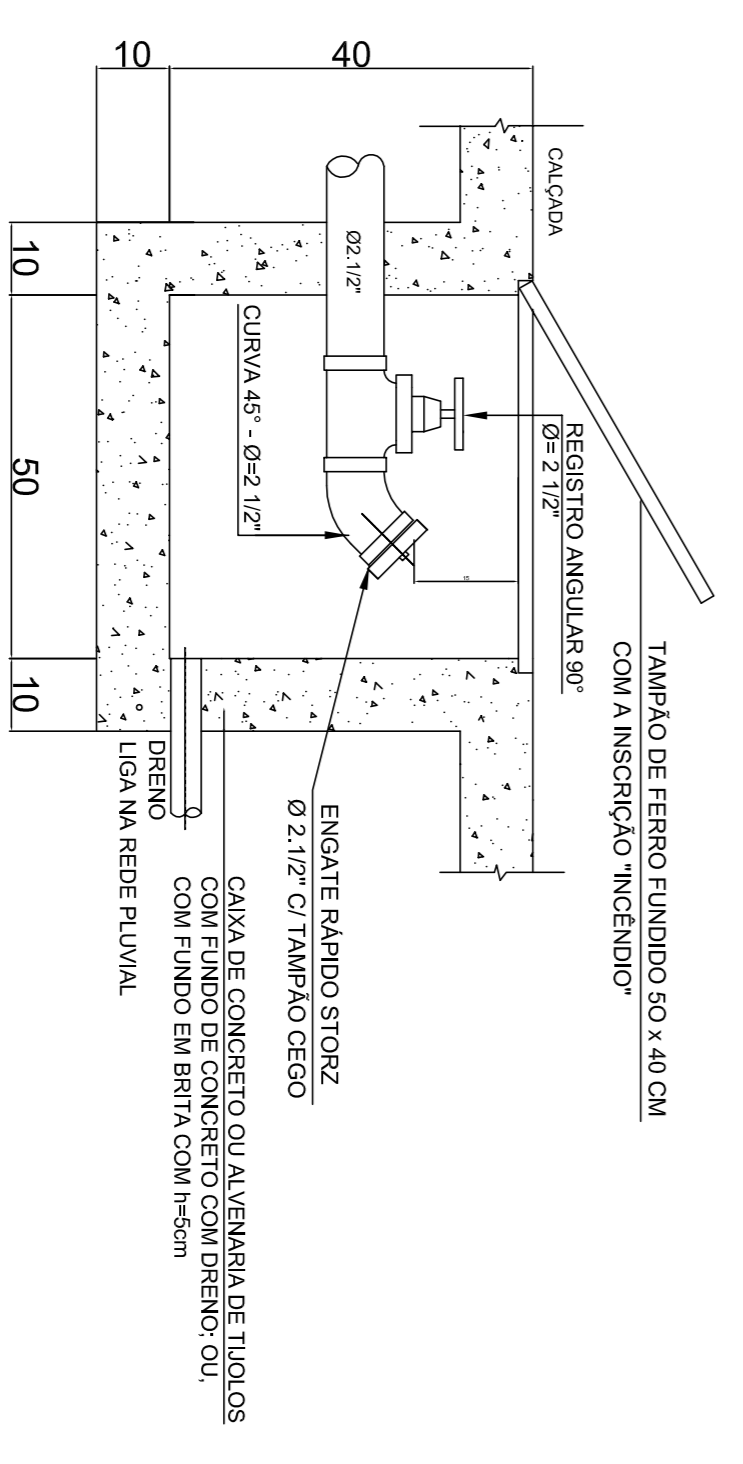 TAMPÃO DE FERRO FUNDIDO 5O x 40 CM
COM A INSCRIÇÃO "INCÊNDIO"
REGISTRO ANGULAR 90°
Ø= 2 1/2"
CALÇADA
15
Ø2.1/2"
CURVA 45° - Ø=2 1/2"
ENGATE RÁPIDO STORZ
Ø 2.1/2" C/ TAMPÃO CEGO
CAIXA DE CONCRETO OU ALVENARIA DE TIJOLOS
COM FUNDO DE CONCRETO COM DRENO; OU,
COM FUNDO EM BRITA COM h=5cm
DRENO
LIGA NA REDE PLUVIAL
40
10
10
50
10